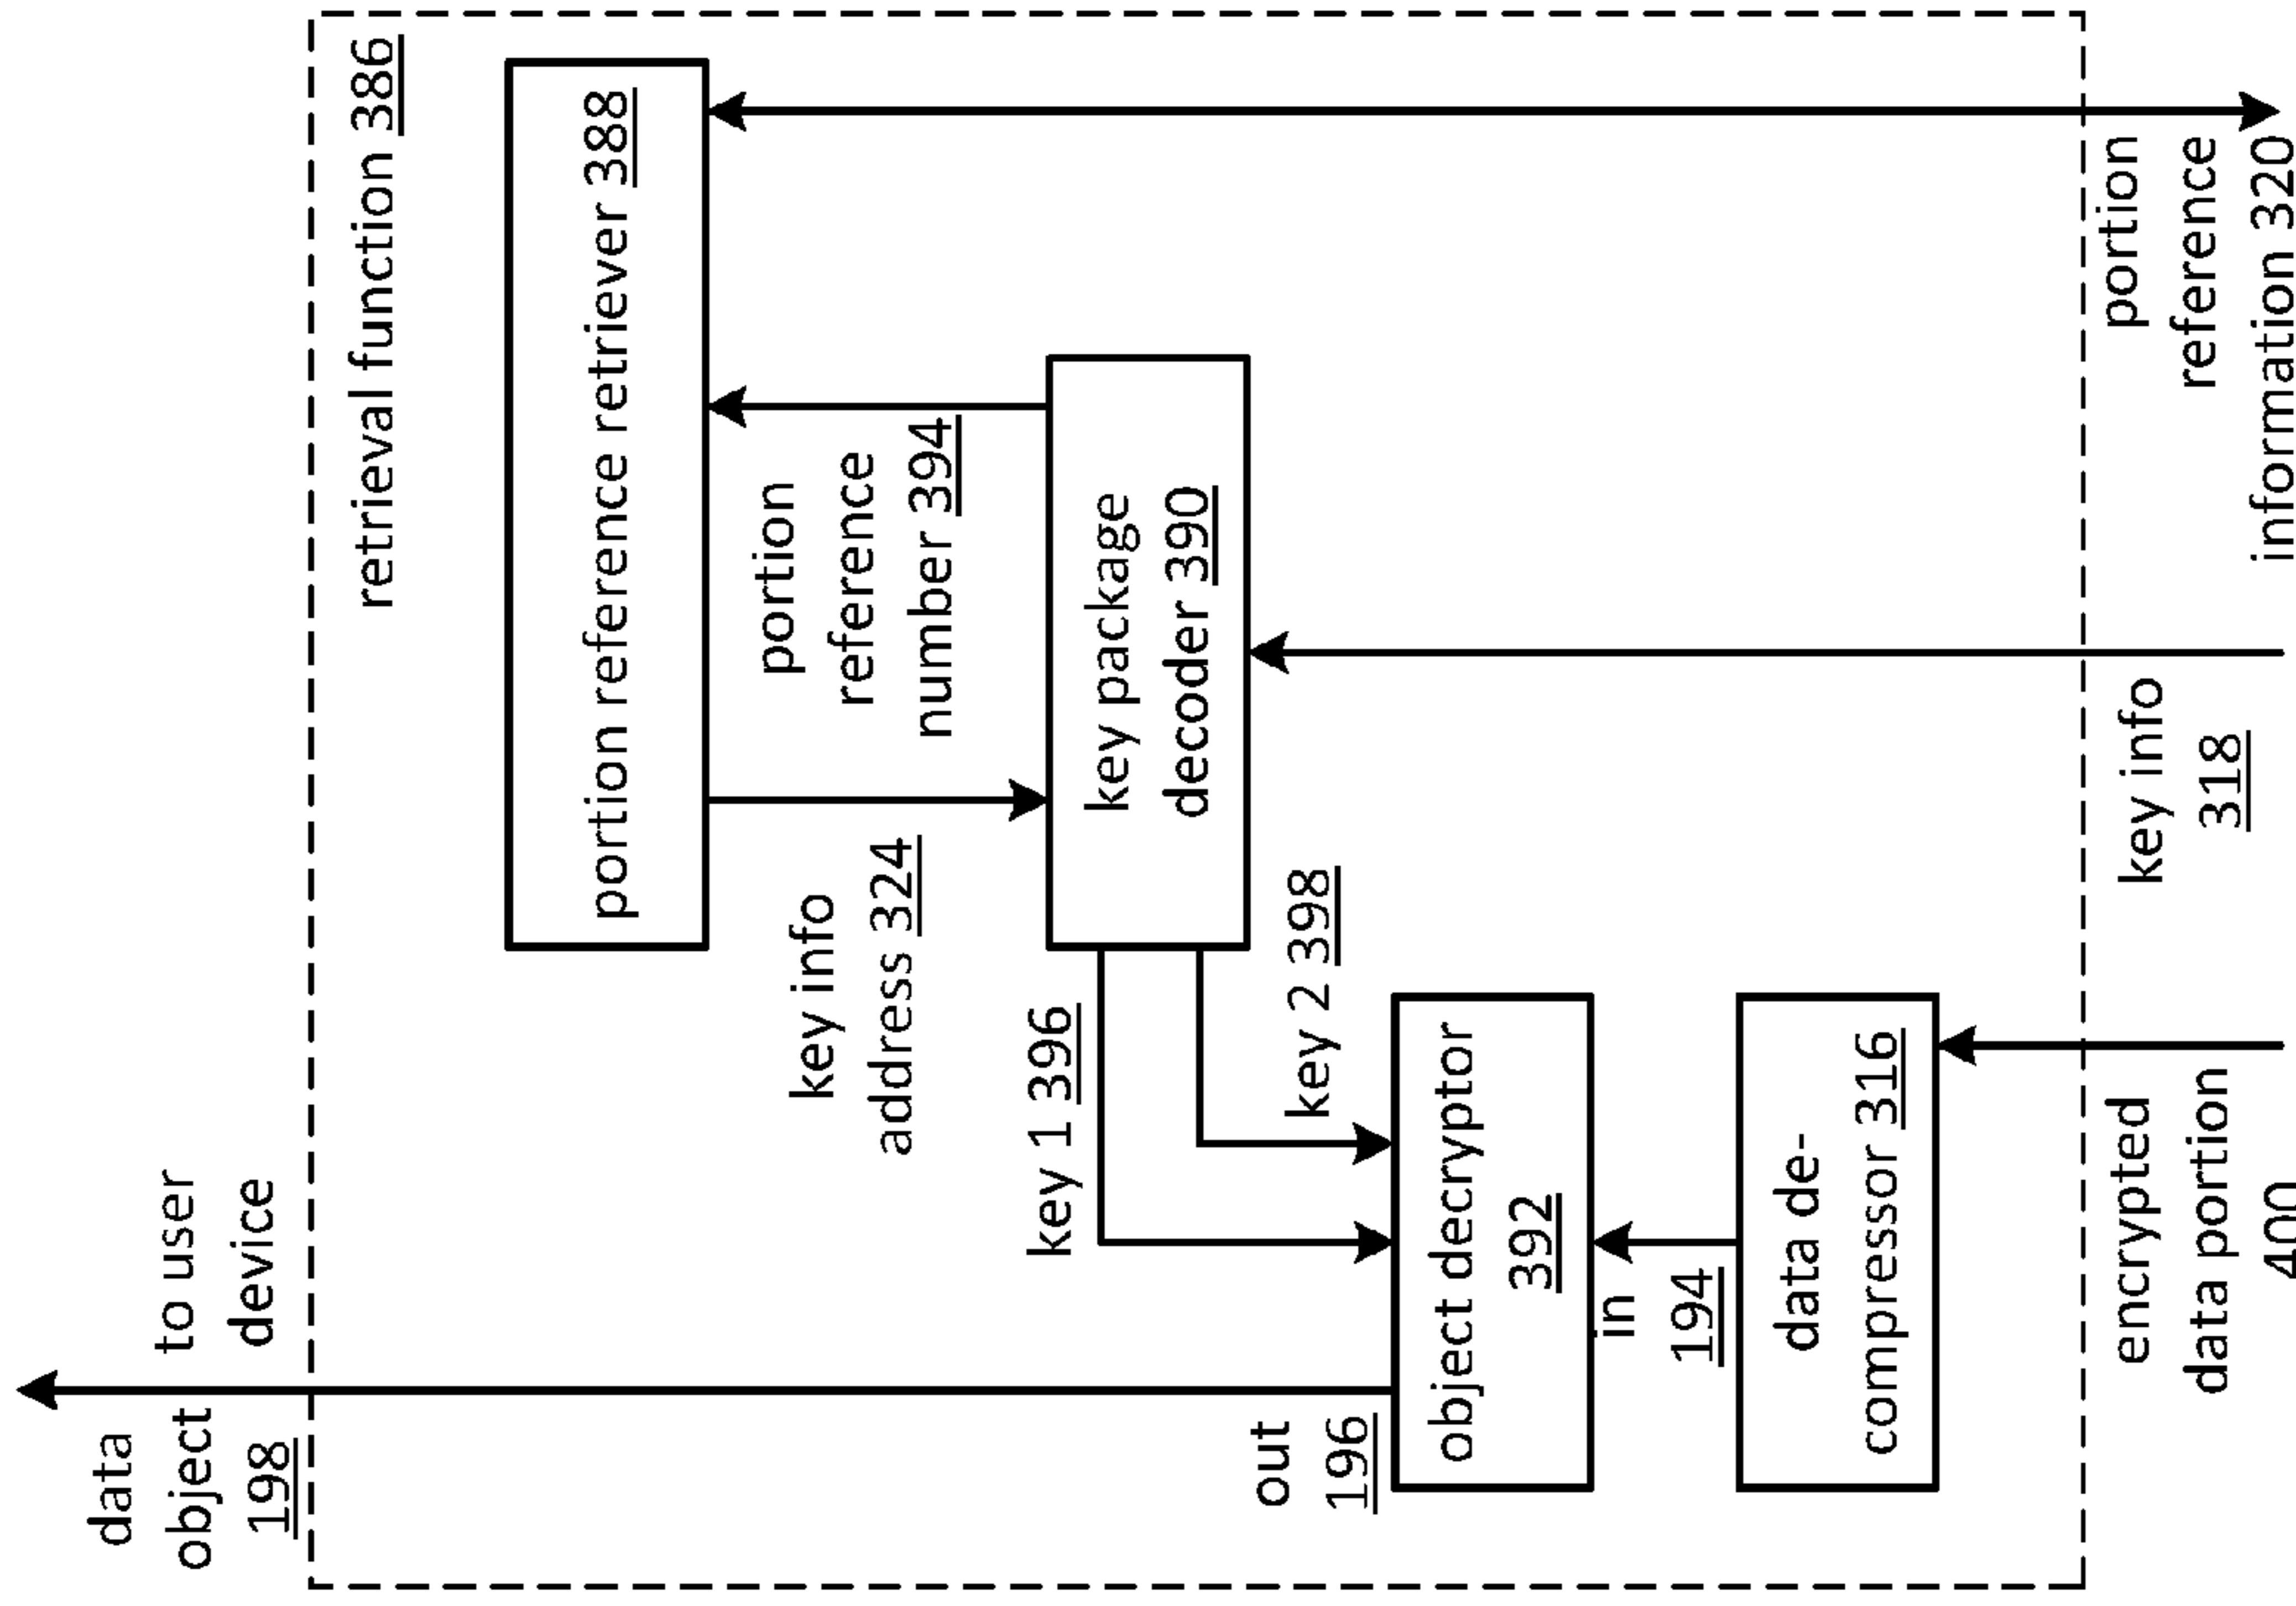 data
object
198
to user
device
retrieval function 386
portion reference retriever 388
key info
address 324
portion
reference
number 394
key 1 396
key package
decoder 390
key 2 398
out
196
object decryptor
392
in
194
data de-
compressor 316
encrypted
data portion
400
key info
318
portion
reference
information 320